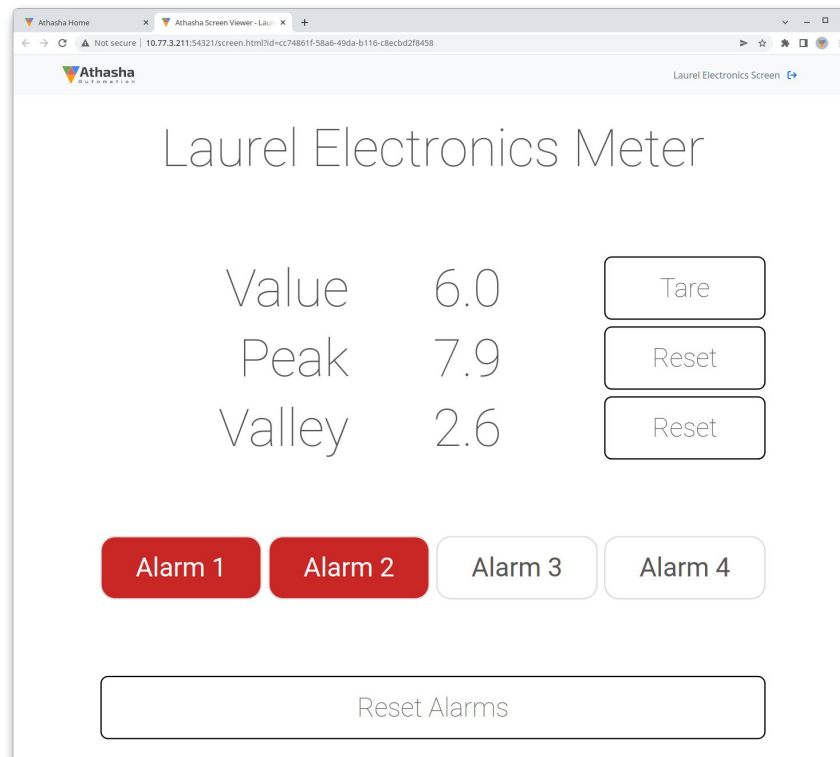 Athasha Home
Athasha Screen Viewer - Laur
Not secure | 10.77.3.211:54321/screen.html?id=cc74861f-58a6-49da-b116-c8ecbd2f8458
Athasha
Automation
Laurel Electronics Screen
Laurel Electronics Meter
Value 6.0 Tare
Peak 7.9 Reset
Valley 2.6 Reset
Alarm 1 Alarm 2 Alarm 3 Alarm 4
Reset Alarms